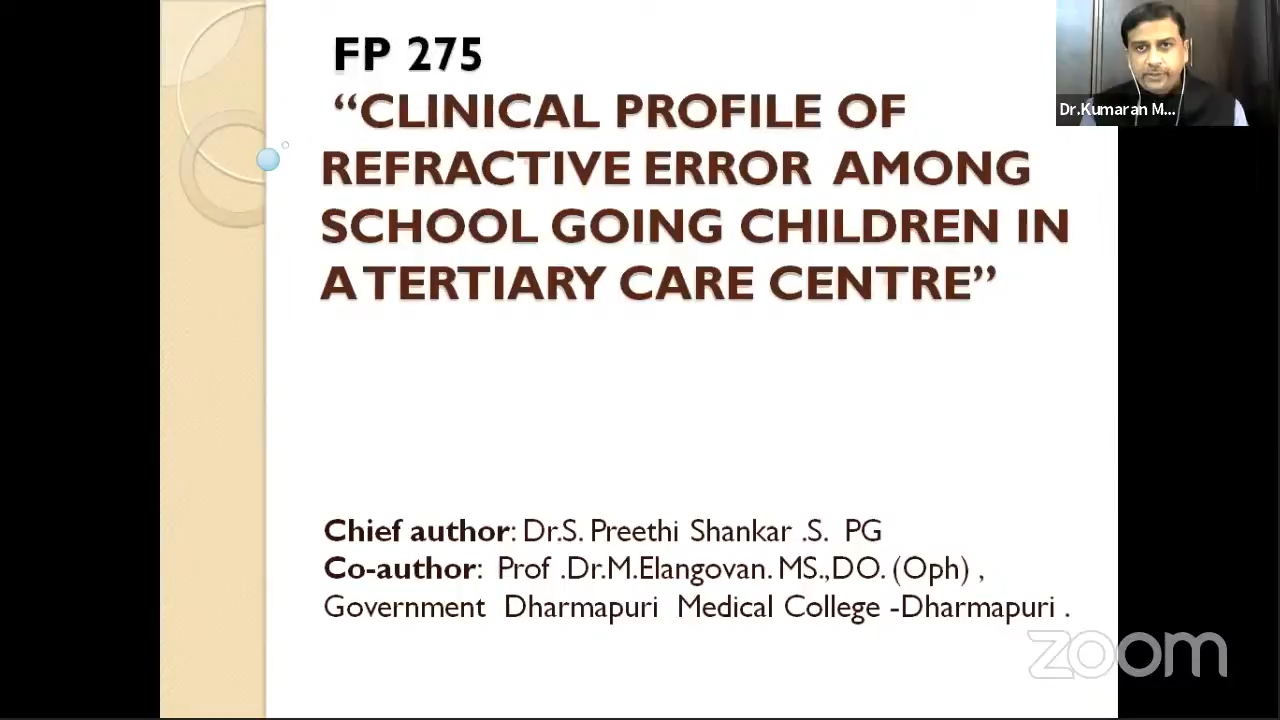 FP 275
“CLINICAL PROFILE OF
REFRACTIVE ERROR AMONG
SCHOOL GOING CHILDREN IN
A TERTIARY CARE CENTRE”
Dr.Kumaran M...
Chief author: Dr.S. Preethi Shankar .S. PG
Co-author: Prof .Dr.M.Elangovan. MS.,DO. (Oph) ,
Government Dharmapuri Medical College -Dharmapuri .
zoom